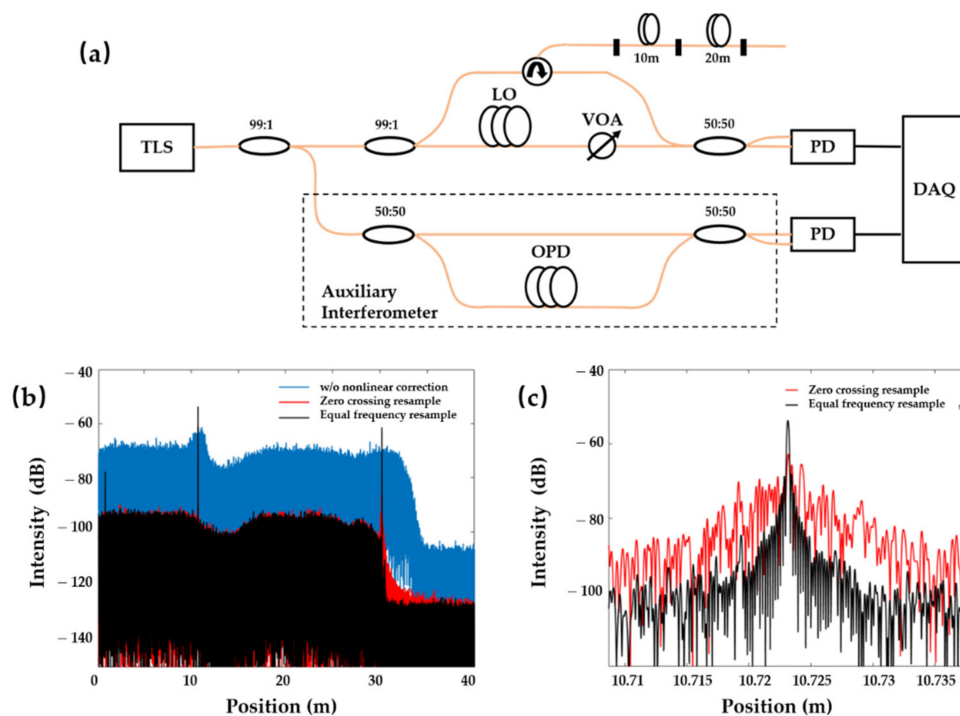 (a)
10m
20m
LO
VOA
99:1
99:1
50:50
TLS
PD
DAQ
50:50
50:50
PD
OPD
Auxiliary
Interferometer
(b)
− 40
− 60
− 80
− 100
− 120
− 140
Intensity (dB)
w/o nonlinear correction
Zero crossing resample
Equal frequency resample
0
10
20
30
40
Position (m)
(c)
− 40
− 60
− 80
− 100
Intensity (dB)
Zero crossing resample
Equal frequency resample
10.71
10.715
10.72
10.725
10.73
10.735
Position (m)